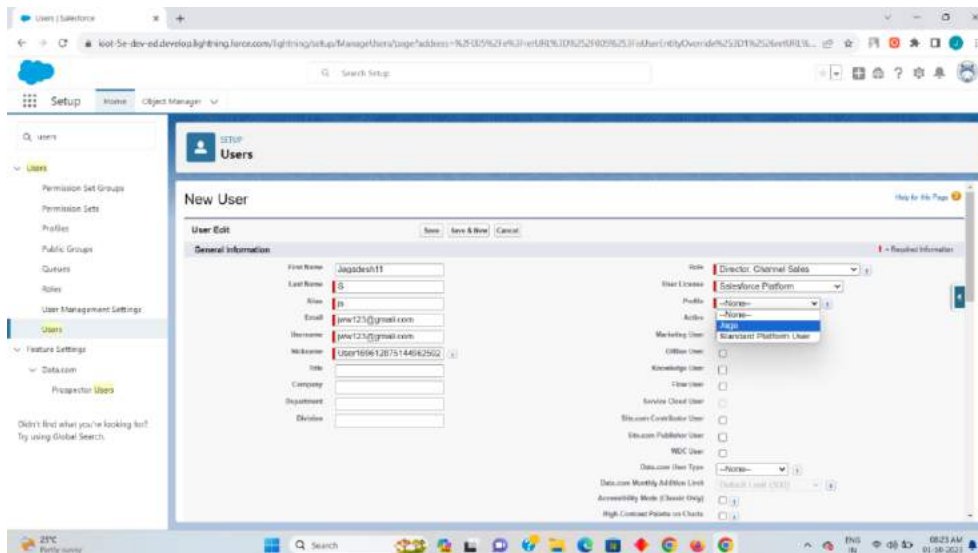 Users | Salesforce
Search Setup
Setup
Home
Object Manager
users
SETUP
Users
Users
Permission Set Groups
Permission Sets
Profiles
Public Groups
Queues
Roles
User Management Settings
Users
Feature Settings
Data.com
Prospector Users
Didn't find what you're looking for?
Try using Global Search.
New User
Help for this Page
User Edit
Save
Save & New
Cancel
General Information
= Required Information
First Name
Jagadesh11
Last Name
S
Alias
Email
jww123@gmail.com
Username
jww123@gmail.com
Nickname
Title
Company
Department
Division
Role
Director, Channel Sales
User License
Salesforce Platform
Profile
--None--
--None--
Jaga
Standard Platform User
Active
Marketing User
Offline User
Knowledge User
Flow User
Service Cloud User
Site.com Contributor User
Site.com Publisher User
WDC User
Data.com User Type
--None--
Data.com Monthly Addition Limit
Default Limit (300)
Accessibility Mode (Classic Only)
High-Contrast Palette on Charts
Partly sunny
Search
ENG
IN